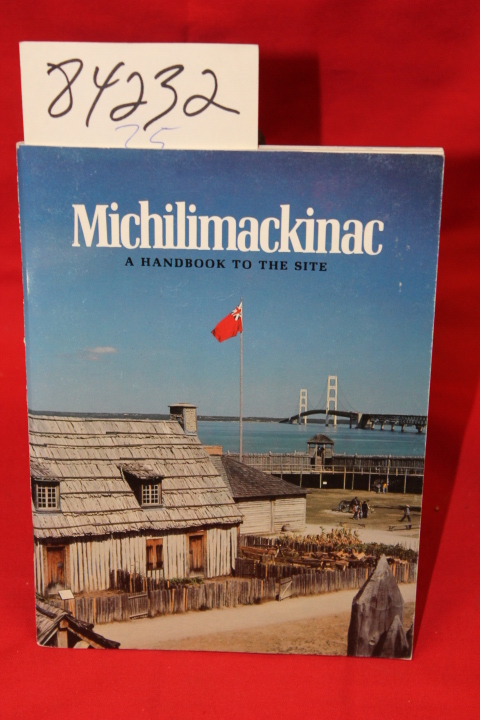 84232
75
Michilimackinac
A HANDBOOK TO THE SITE